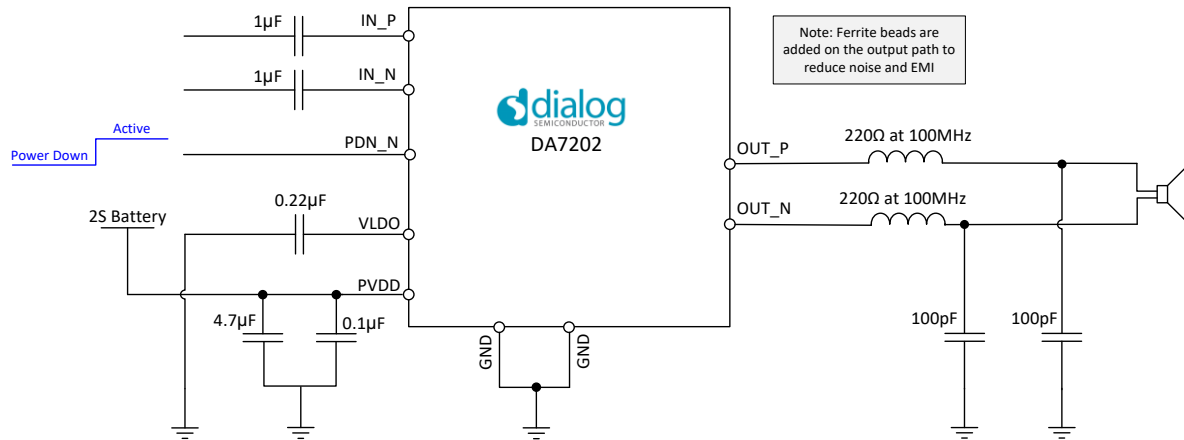 1µF
IN_P
1µF
IN_N
Note: Ferrite beads are
added on the output path to
reduce noise and EMI
dialog
SEMICONDUCTOR
DA7202
Active
Power Down
PDN_N
OUT_P
220Ω at 100MHz
0.22µF
2S Battery
VLDO
OUT_N
220Ω at 100MHz
PVDD
4.7µF
0.1µF
GND
GND
100pF
100pF